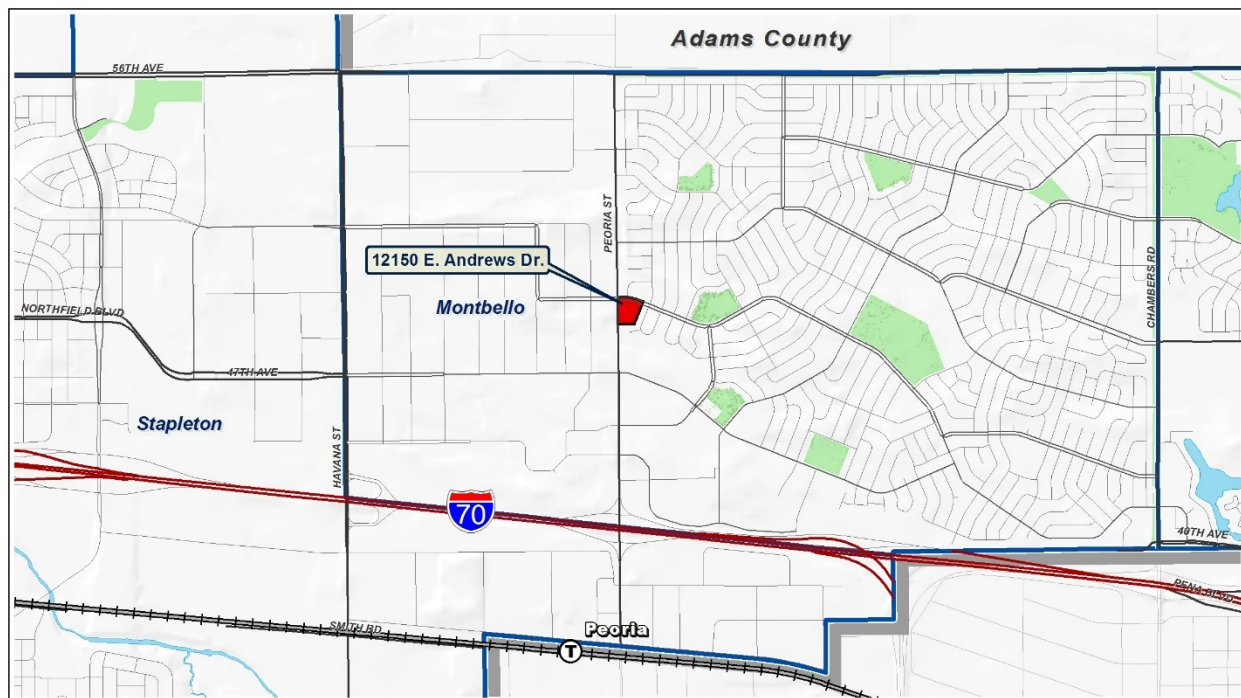 Adams County
56TH AVE
PEORIA ST
12150 E. Andrews Dr.
CHAMBERS RD
NORTHFIELD BLVD
Montbello
47TH AVE
Stapleton
HAVANA ST
70
40TH AVE
PENA BLVD
SMITH RD
Peoria
T